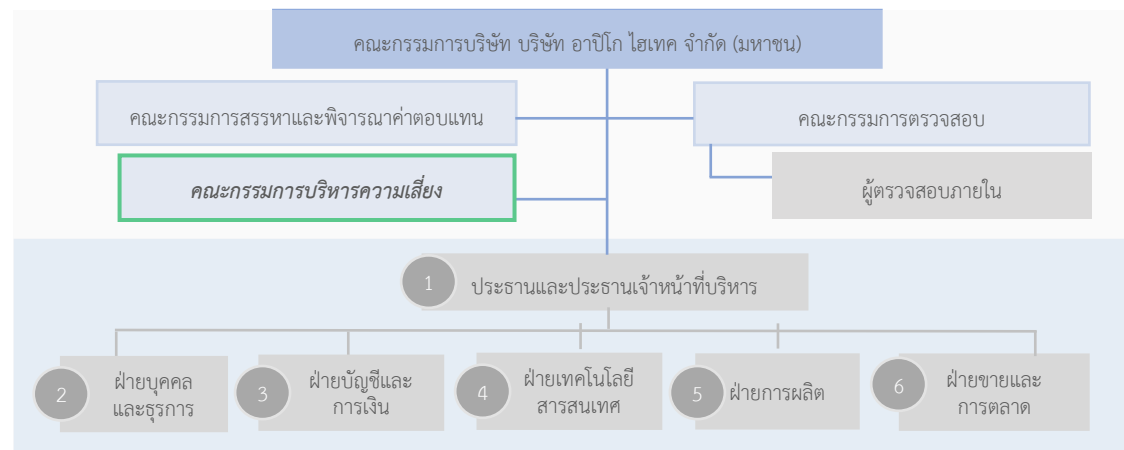 คณะกรรมการบริษัท บริษัท อาปิโก ไฮเทค จำกัด (มหาชน)
คณะกรรมการสรรหาและพิจารณาค่าตอบแทน
คณะกรรมการตรวจสอบ
คณะกรรมการบริหารความเสี่ยง
ผู้ตรวจสอบภายใน
1 ประธานและประธานเจ้าหน้าที่บริหาร
2 ฝ่ายบุคคล
และธุรการ
3 ฝ่ายบัญชีและ
การเงิน
4 ฝ่ายเทคโนโลยี
สารสนเทศ
5 ฝ่ายการผลิต
6 ฝ่ายขายและ
การตลาด